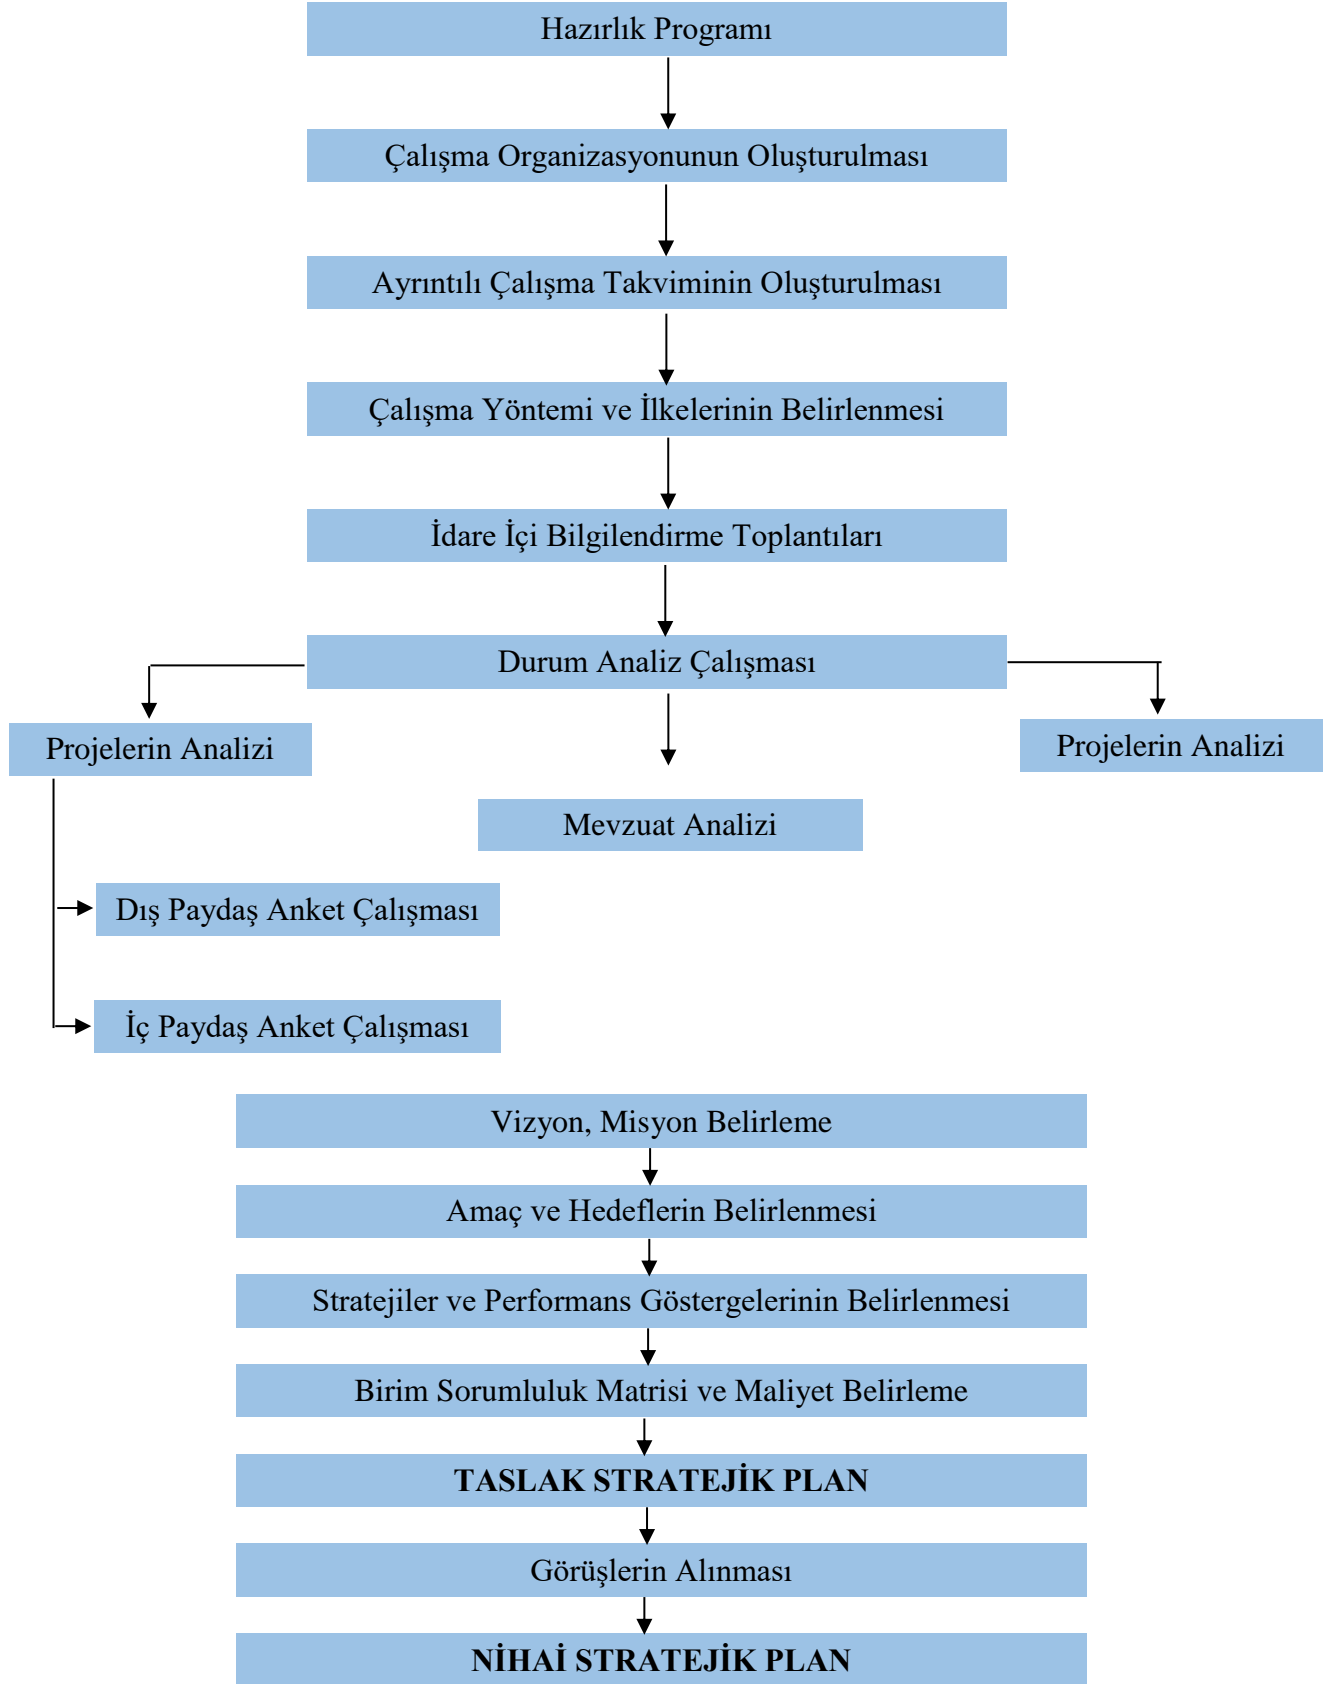 Hazırlık Programı
Çalışma Organizasyonunun Oluşturulması
Ayrıntılı Çalışma Takviminin Oluşturulması
Çalışma Yöntemi ve İlkelerinin Belirlenmesi
İdare İçi Bilgilendirme Toplantıları
Durum Analiz Çalışması
Projelerin Analizi
Projelerin Analizi
Mevzuat Analizi
Dış Paydaş Anket Çalışması
İç Paydaş Anket Çalışması
Vizyon, Misyon Belirleme
Amaç ve Hedeflerin Belirlenmesi
Stratejiler ve Performans Göstergelerinin Belirlenmesi
Birim Sorumluluk Matrisi ve Maliyet Belirleme
TASLAK STRATEJİK PLAN
Görüşlerin Alınması
NİHAİ STRATEJİK PLAN